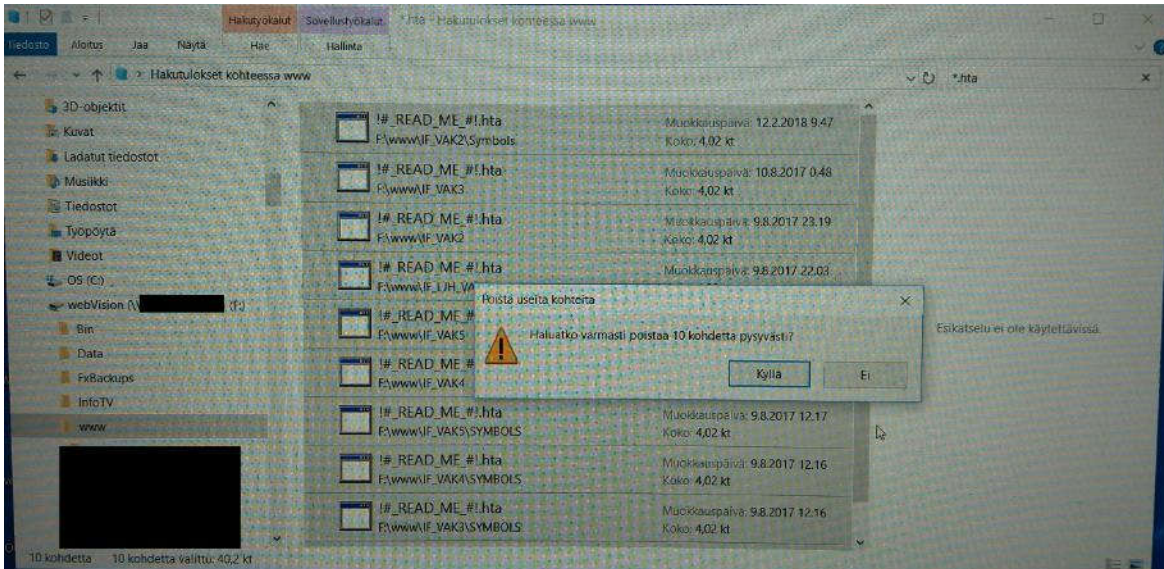 Hakutyökalut Sovellustyökalut *.hta - Hakutulokset kohteessa www
Tiedosto Aloitus Jaa Näytä Hae Hallinta
Hakutulokset kohteessa www *.hta
3D-objektit
Kuvat
Ladatut tiedostot
Musiikki
Tiedostot
Työpöytä
Videot
OS (C:)
webVision (\\ (F:)
Bin
Data
FxBackups
InfoTV
www
!#_READ_ME_#!.hta Muokkauspäivä: 12.2.2018 9.47
F:\www\IF_VAK2\Symbols Koko: 4,02 kt
!#_READ_ME_#!.hta Muokkauspäivä: 10.8.2017 0.48
F:\www\IF_VAK3 Koko: 4,02 kt
!#_READ_ME_#!.hta Muokkauspäivä: 9.8.2017 23.19
F:\www\IF_VAK2 Koko: 4,02 kt
!#_READ_ME_#!.hta Muokkauspäivä: 9.8.2017 22.03
F:\www\IF_IJH_VA
!#_READ_ME_#
F:\www\IF_VAK5
!#_READ_ME_#
F:\www\IF_VAK4
Poista useita kohteita
Haluatko varmasti poistaa 10 kohdetta pysyvästi?
Kyllä Ei
Esikatselu ei ole käytettävissä.
!#_READ_ME_#!.hta Muokkauspäivä: 9.8.2017 12.17
F:\www\IF_VAK5\SYMBOLS Koko: 4,02 kt
!#_READ_ME_#!.hta Muokkauspäivä: 9.8.2017 12.16
F:\www\IF_VAK4\SYMBOLS Koko: 4,02 kt
!#_READ_ME_#!.hta Muokkauspäivä: 9.8.2017 12.16
F:\www\IF_VAK3\SYMBOLS Koko: 4,02 kt
10 kohdetta 10 kohdetta valittu: 40,2 kt